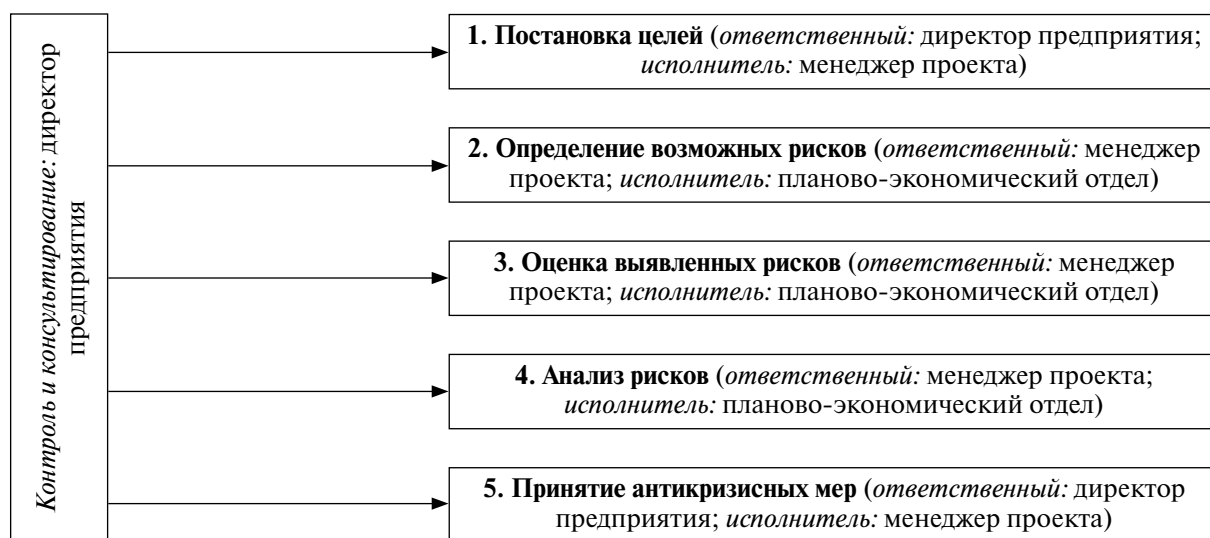 Контроль и консультирование: директор
предприятия
1. Постановка целей (ответственный: директор предприятия;
исполнитель: менеджер проекта)
2. Определение возможных рисков (ответственный: менеджер
проекта; исполнитель: планово-экономический отдел)
3. Оценка выявленных рисков (ответственный: менеджер
проекта; исполнитель: планово-экономический отдел)
4. Анализ рисков (ответственный: менеджер проекта;
исполнитель: планово-экономический отдел)
5. Принятие антикризисных мер (ответственный: директор
предприятия; исполнитель: менеджер проекта)